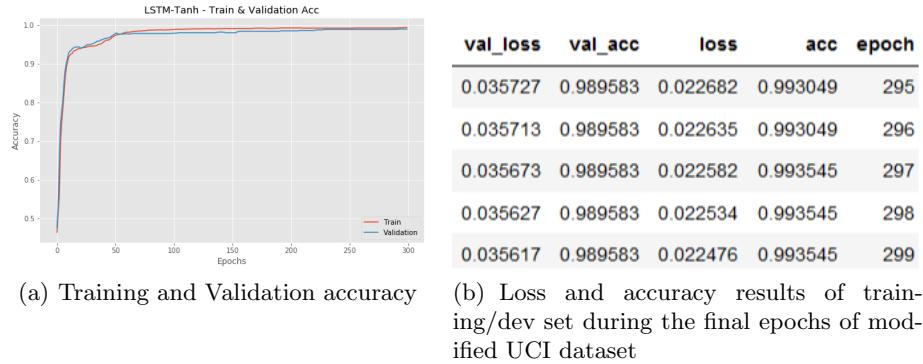 LSTM-Tanh - Train & Validation Acc
1.0
0.9
0.8
0.7
0.6
0.5
Accuracy
0 50 100 150 200 250 300
Epochs
Train
Validation
(a) Training and Validation accuracy
val_loss val_acc loss acc epoch
0.035727 0.989583 0.022682 0.993049 295
0.035713 0.989583 0.022635 0.993049 296
0.035673 0.989583 0.022582 0.993545 297
0.035627 0.989583 0.022534 0.993545 298
0.035617 0.989583 0.022476 0.993545 299
(b) Loss and accuracy results of train-
ing/dev set during the final epochs of mod-
ified UCI dataset